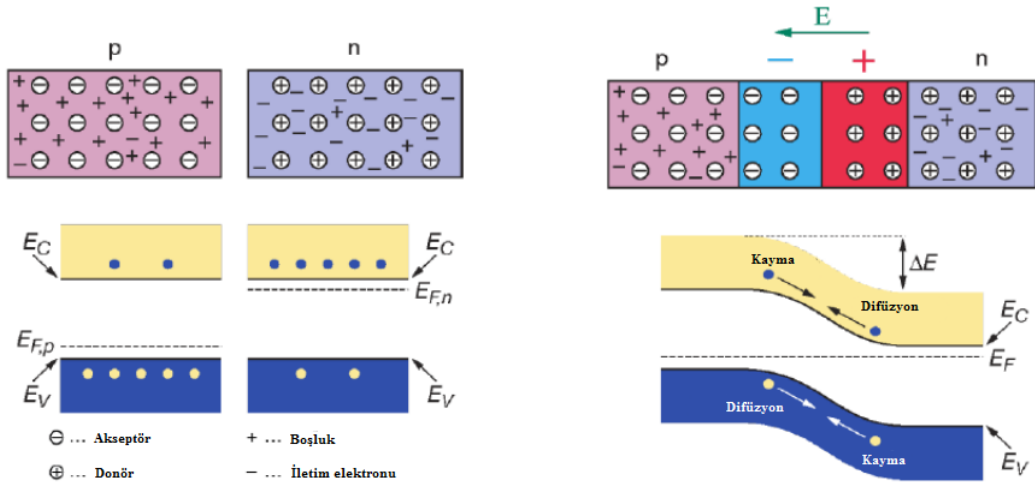 p
n
E_C
E_C
E_F,n
E_F,p
E_V
E_V
⊖ ... Akseptör
+ ... Boşluk
⊕ ... Donör
− ... İletim elektronu
E
p
−
+
n
Kayma
ΔE
Difüzyon
E_C
E_F
Difüzyon
Kayma
E_V